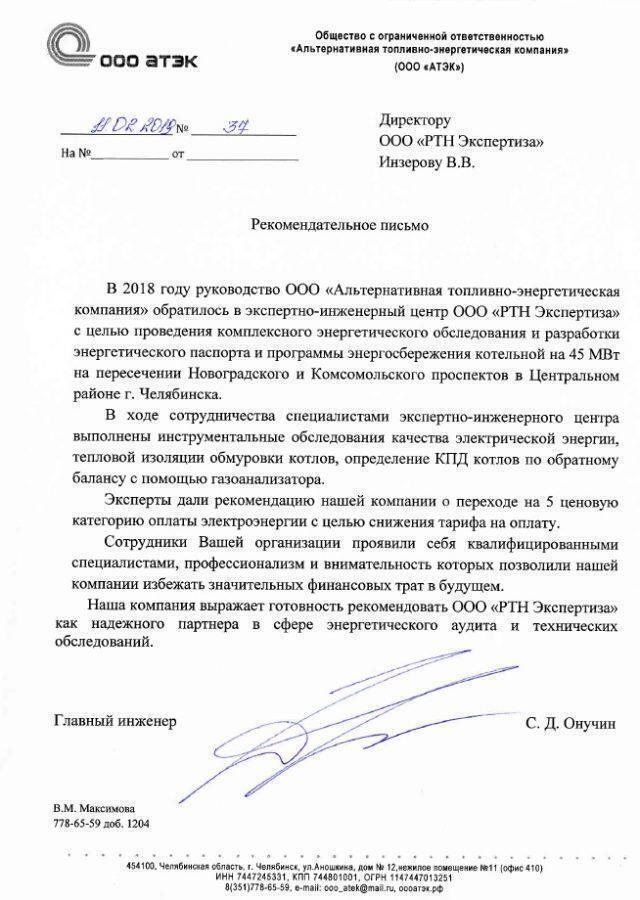 ООО АТЭК
Общество с ограниченной ответственностью
«Альтернативная топливно-энергетическая компания»
(ООО «АТЭК»)
11.02.2019 № 37
На № от
Директору
ООО «РТН Экспертиза»
Инзерову В.В.
Рекомендательное письмо
В 2018 году руководство ООО «Альтернативная топливно-энергетическая
компания» обратилось в экспертно-инженерный центр ООО «РТН Экспертиза»
с целью проведения комплексного энергетического обследования и разработки
энергетического паспорта и программы энергосбережения котельной на 45 МВт
на пересечении Новоградского и Комсомольского проспектов в Центральном
районе г. Челябинска.
В ходе сотрудничества специалистами экспертно-инженерного центра
выполнены инструментальные обследования качества электрической энергии,
тепловой изоляции обмуровки котлов, определение КПД котлов по обратному
балансу с помощью газоанализатора.
Эксперты дали рекомендацию нашей компании о переходе на 5 ценовую
категорию оплаты электроэнергии с целью снижения тарифа на оплату.
Сотрудники Вашей организации проявили себя квалифицированными
специалистами, профессионализм и внимательность которых позволили нашей
компании избежать значительных финансовых трат в будущем.
Наша компания выражает готовность рекомендовать ООО «РТН Экспертиза»
как надежного партнера в сфере энергетического аудита и технических
обследований.
Главный инженер
С. Д. Онучин
В.М. Максимова
778-65-59 доб. 1204
454100, Челябинская область, г. Челябинск, ул.Аношкина, дом № 12,нежилое помещение №11 (офис 410)
ИНН 7447245331, КПП 744801001, ОГРН 1147447013251
8(351)778-65-59, e-mail: ooo_atek@mail.ru, оооатэк.рф